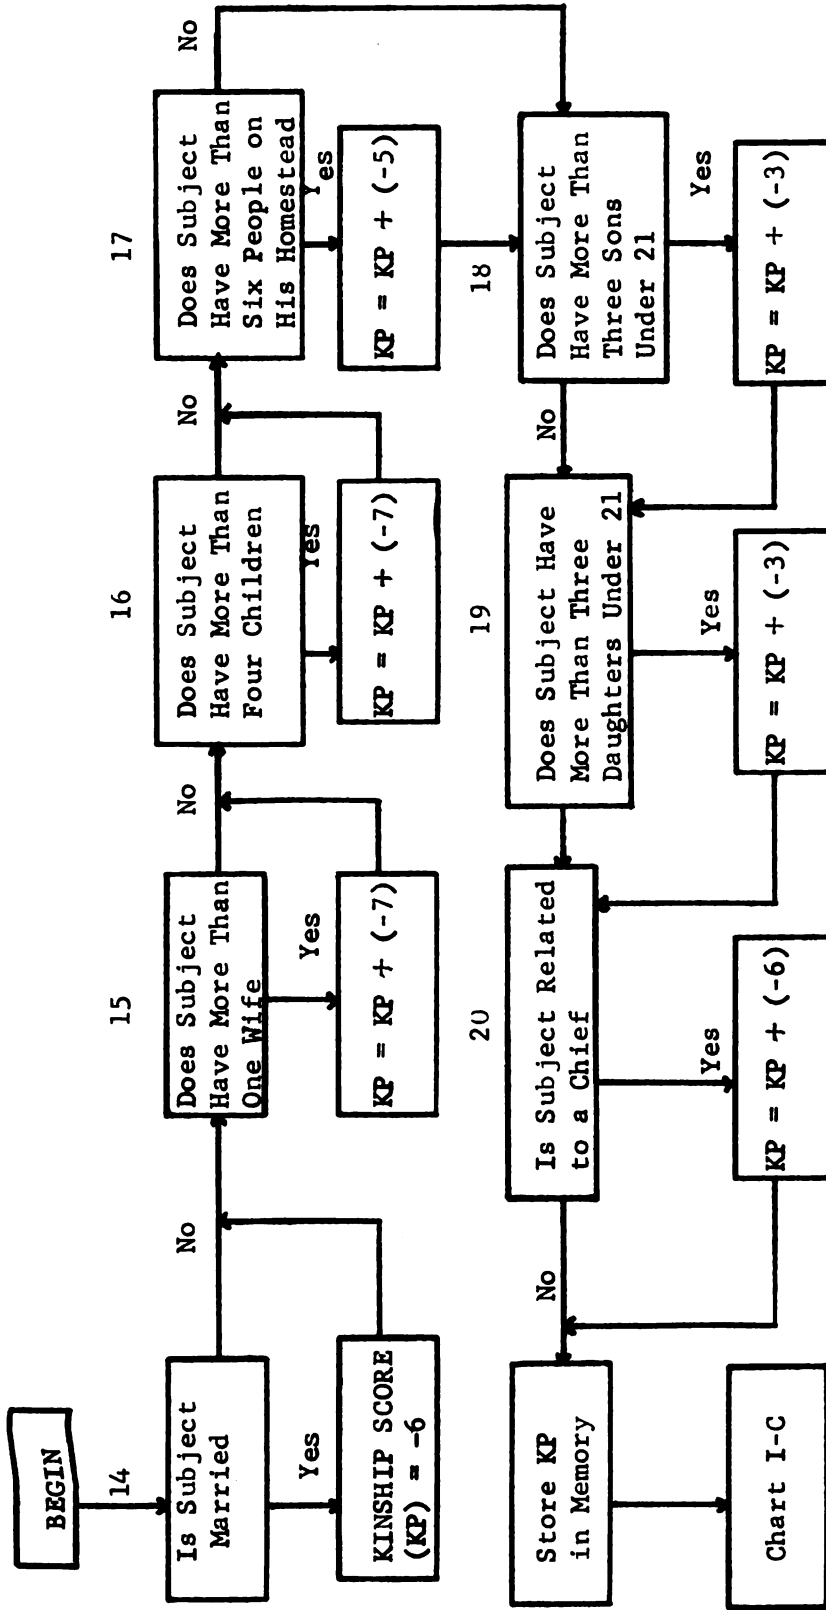 BEGIN
14
Is Subject
Married
Yes
No
KINSHIP SCORE
(KP) = -6
15
Does Subject
Have More Than
One Wife
Yes
No
KP = KP + (-7)
16
Does Subject
Have More Than
Four Children
Yes
No
KP = KP + (-7)
17
Does Subject
Have More Than
Six People on
His Homestead
Yes
No
KP = KP + (-5)
18
Does Subject
Have More Than
Three Sons
Under 21
Yes
No
KP = KP + (-3)
19
Does Subject Have
More Than Three
Daughters Under 21
Yes
KP = KP + (-3)
20
Is Subject Related
to a Chief
Yes
No
KP = KP + (-6)
Store KP
in Memory
Chart I-C